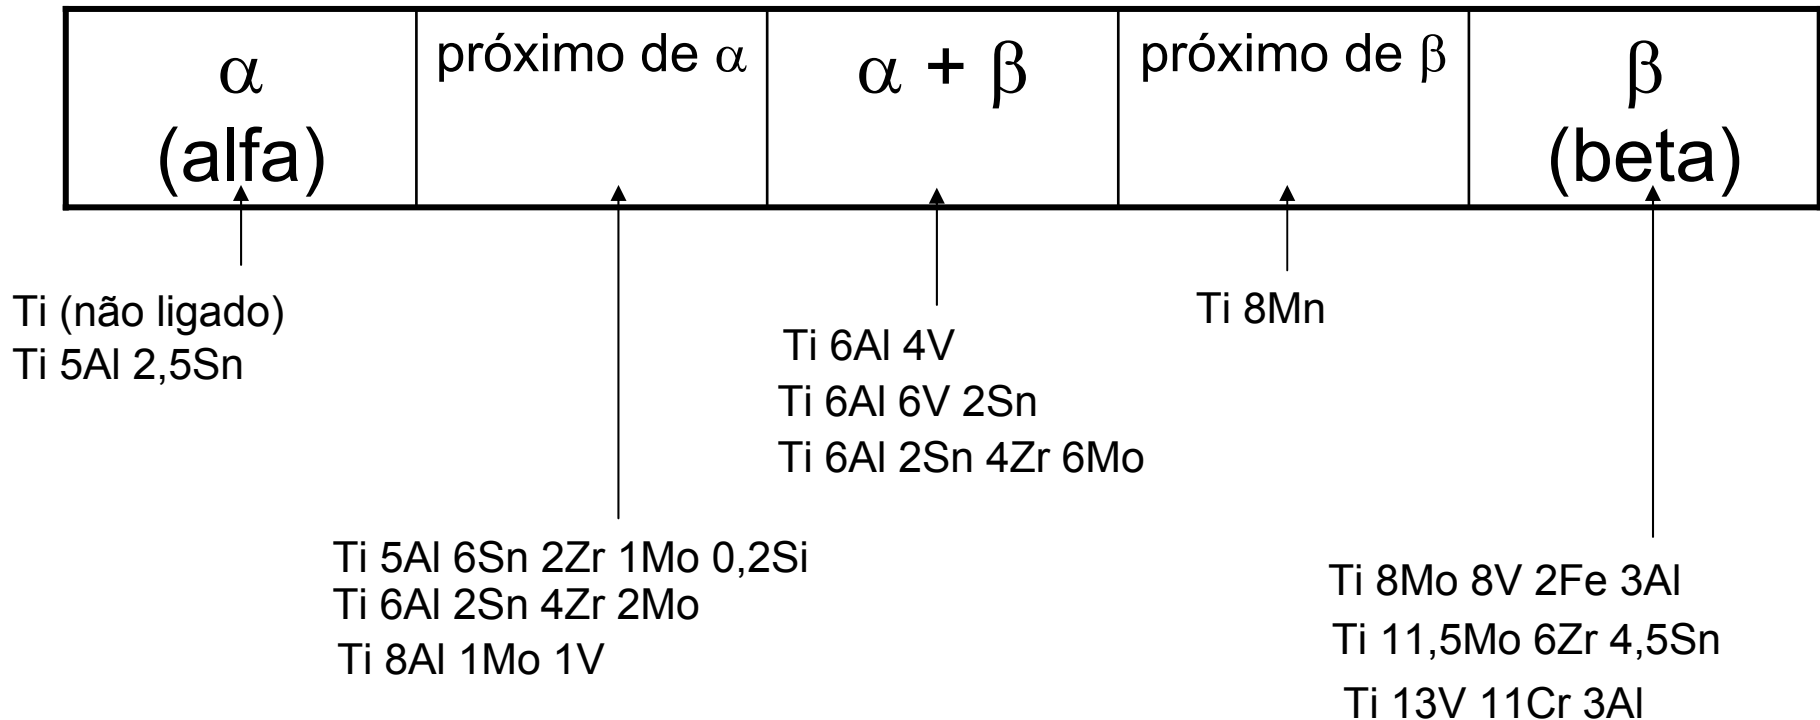 α
(alfa)
próximo de α
α + β
próximo de β
β
(beta)
Ti (não ligado)
Ti 5Al 2,5Sn
Ti 5Al 6Sn 2Zr 1Mo 0,2Si
Ti 6Al 2Sn 4Zr 2Mo
Ti 8Al 1Mo 1V
Ti 6Al 4V
Ti 6Al 6V 2Sn
Ti 6Al 2Sn 4Zr 6Mo
Ti 8Mn
Ti 8Mo 8V 2Fe 3Al
Ti 11,5Mo 6Zr 4,5Sn
Ti 13V 11Cr 3Al